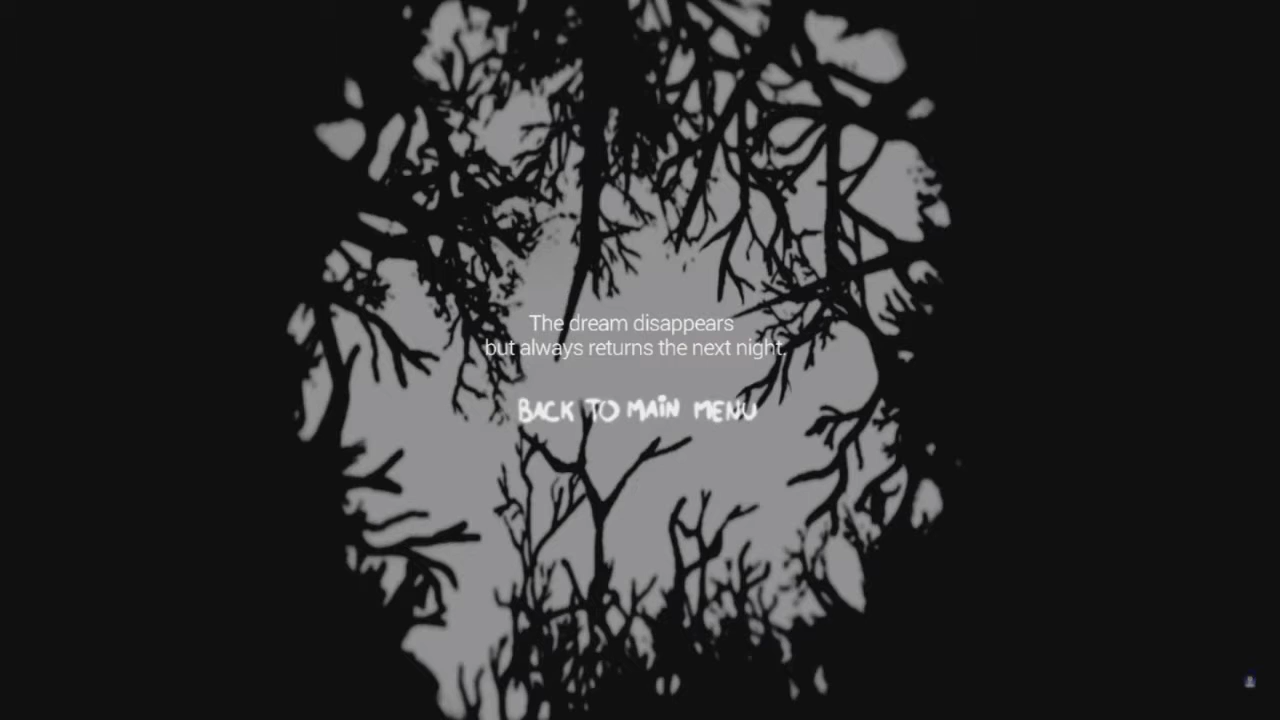 The dream disappears
but always returns the next night.
BACK TO MAIN MENU